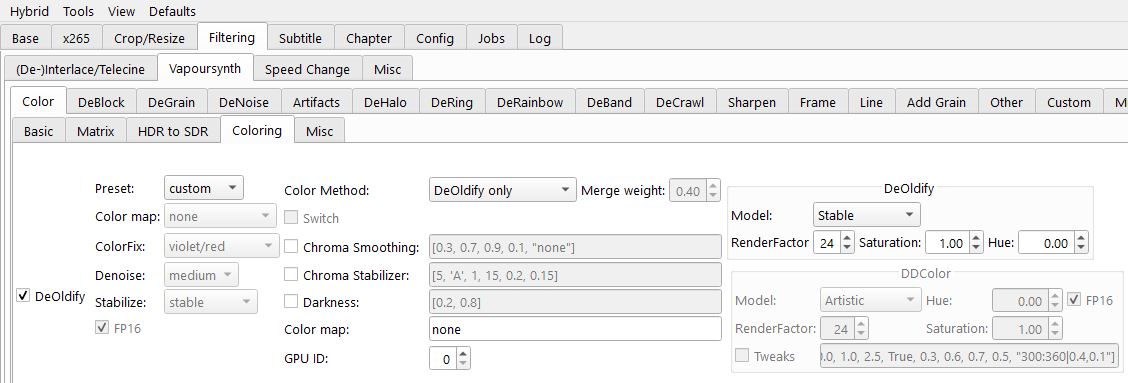 Hybrid Tools View Defaults
Base x265 Crop/Resize Filtering Subtitle Chapter Config Jobs Log
(De-)Interlace/Telecine Vapoursynth Speed Change Misc
Color DeBlock DeGrain DeNoise Artifacts DeHalo DeRing DeRainbow DeBand DeCrawl Sharpen Frame Line Add Grain Other Custom M
Basic Matrix HDR to SDR Coloring Misc
DeOldify
Preset: custom
Color map: none
ColorFix: violet/red
Denoise: medium
Stabilize: stable
FP16
Color Method: DeOldify only Merge weight: 0.40
Switch
Chroma Smoothing: [0.3, 0.7, 0.9, 0.1, "none"]
Chroma Stabilizer: [5, 'A', 1, 15, 0.2, 0.15]
Darkness: [0.2, 0.8]
Color map: none
GPU ID: 0
DeOldify
Model: Stable
RenderFactor 24 Saturation: 1.00 Hue: 0.00
DDColor
Model: Artistic Hue: 0.00 FP16
RenderFactor: 24 Saturation: 1.00
Tweaks ).0, 1.0, 2.5, True, 0.3, 0.6, 0.7, 0.5, "300:360|0.4,0.1"]